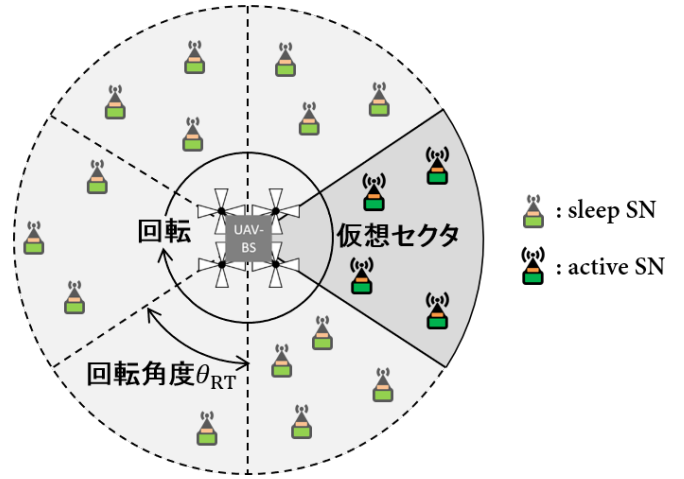 UAV-
BS
回転
仮想セクタ
回転角度θRT
: sleep SN
: active SN